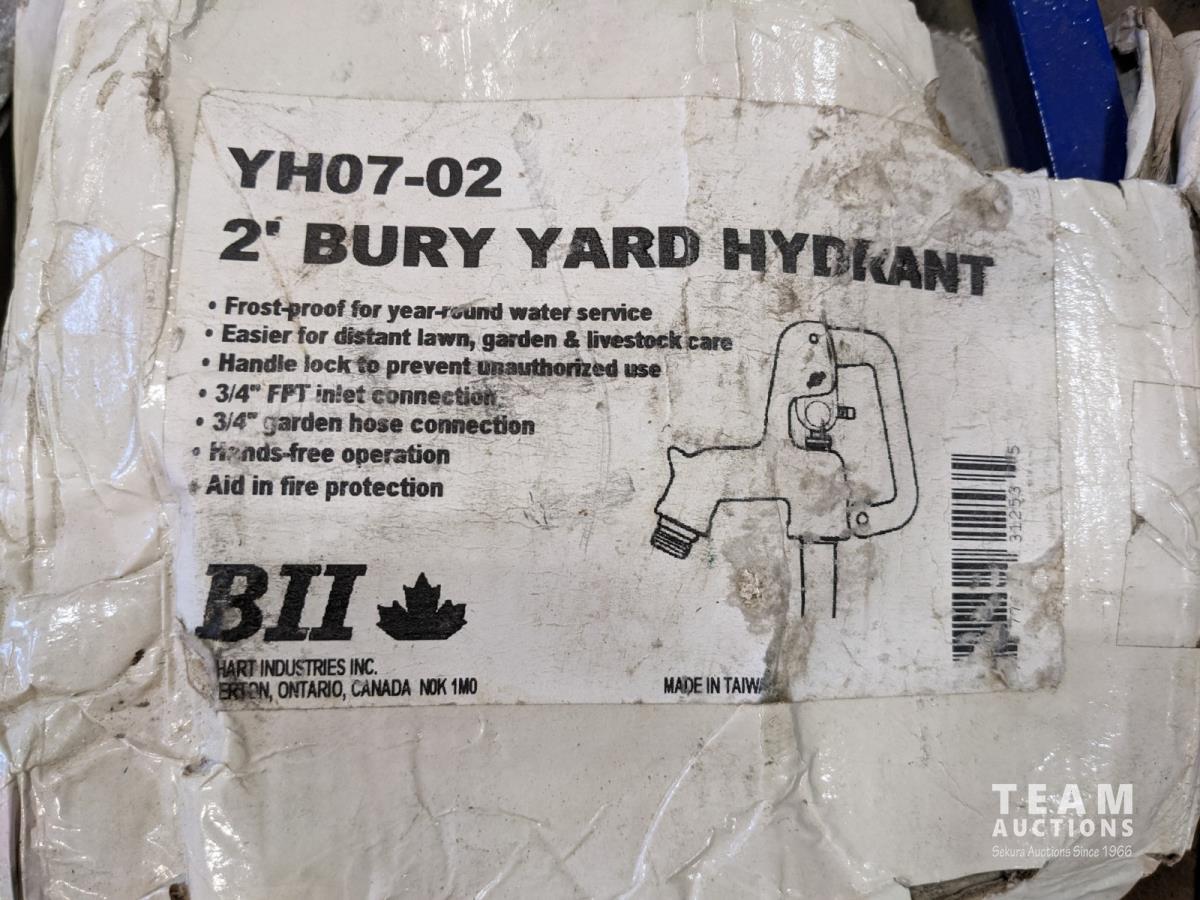 YH07-02
2' BURY YARD HYDRANT
• Frost-proof for year-round water service
• Easier for distant lawn, garden & livestock care
• Handle lock to prevent unauthorized use
• 3/4" FPT inlet connection
• 3/4" garden hose connection
• Hands-free operation
• Aid in fire protection
BII
HART INDUSTRIES INC.
ERTON, ONTARIO, CANADA N0K 1M0
MADE IN TAIWA
31253 5
TEAM
AUCTIONS
Sekura Auctions Since 1966